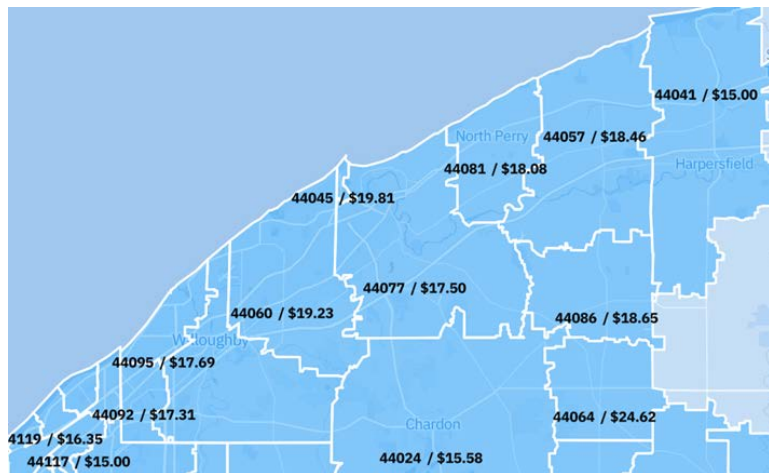 44041 / $15.00
North Perry
44057 / $18.46
Harpersfield
44081 / $18.08
44045 / $19.81
44077 / $17.50
44060 / $19.23
44086 / $18.65
Willoughby
44095 / $17.69
44092 / $17.31
44064 / $24.62
Chardon
4119 / $16.35
44117 / $15.00
44024 / $15.58